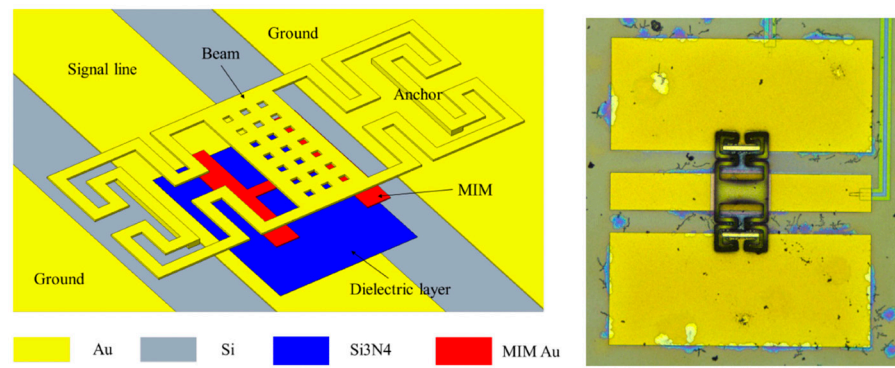 Ground
Beam
Signal line
Anchor
MIM
Ground
Dielectric layer
Au
Si
Si3N4
MIM Au